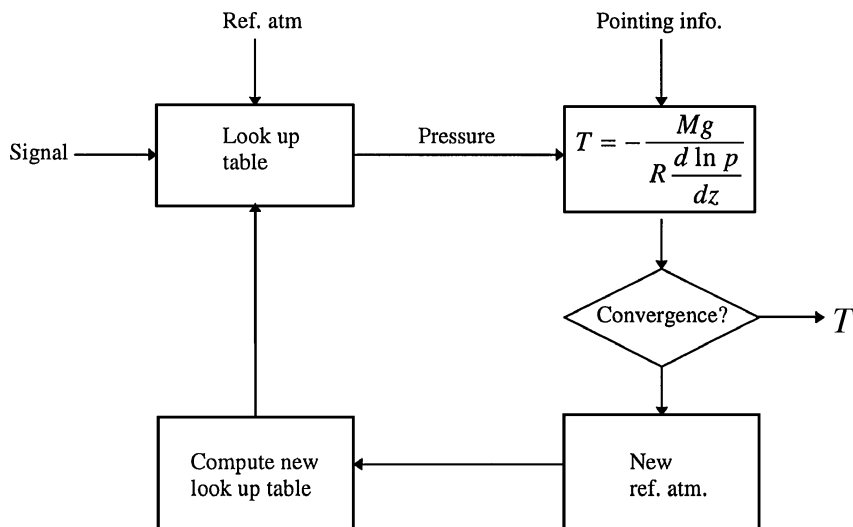 Ref. atm
Pointing info.
Signal
Look up
table
Pressure
T = − Mg / (R d ln p / dz)
Convergence?
T
Compute new
look up table
New
ref. atm.